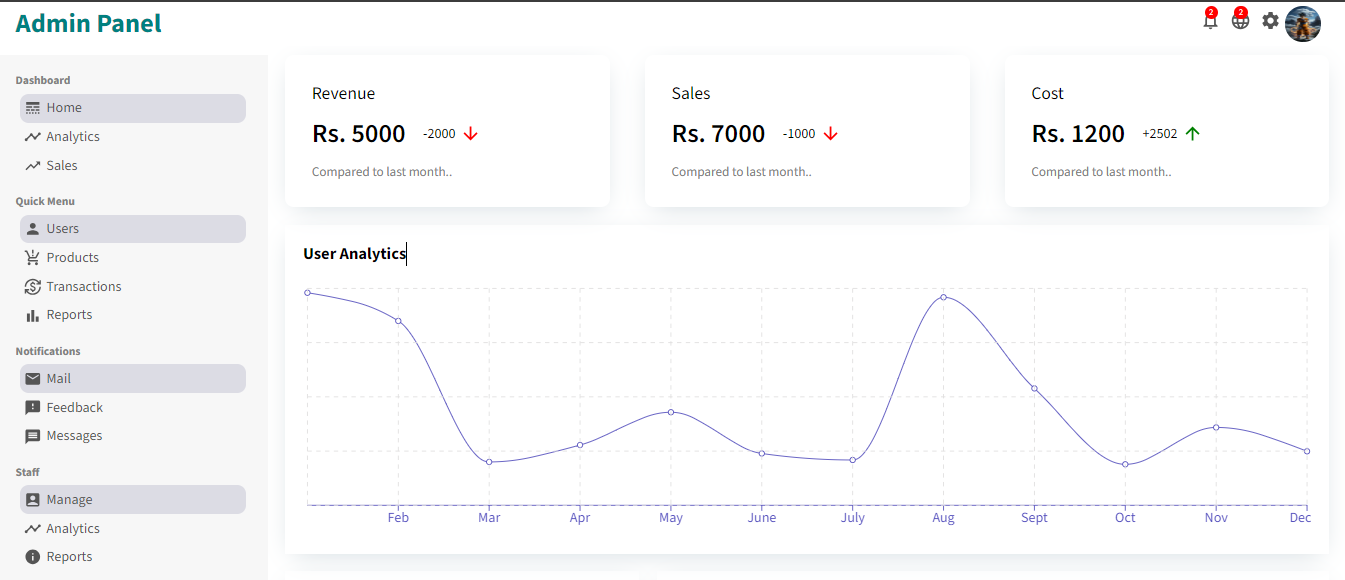 Admin Panel
2
2
Dashboard
Home
Analytics
Sales
Quick Menu
Users
Products
Transactions
Reports
Notifications
Mail
Feedback
Messages
Staff
Manage
Analytics
Reports
Revenue
Rs. 5000 -2000
Compared to last month..
Sales
Rs. 7000 -1000
Compared to last month..
Cost
Rs. 1200 +2502
Compared to last month..
User Analytics
Feb Mar Apr May June July Aug Sept Oct Nov Dec